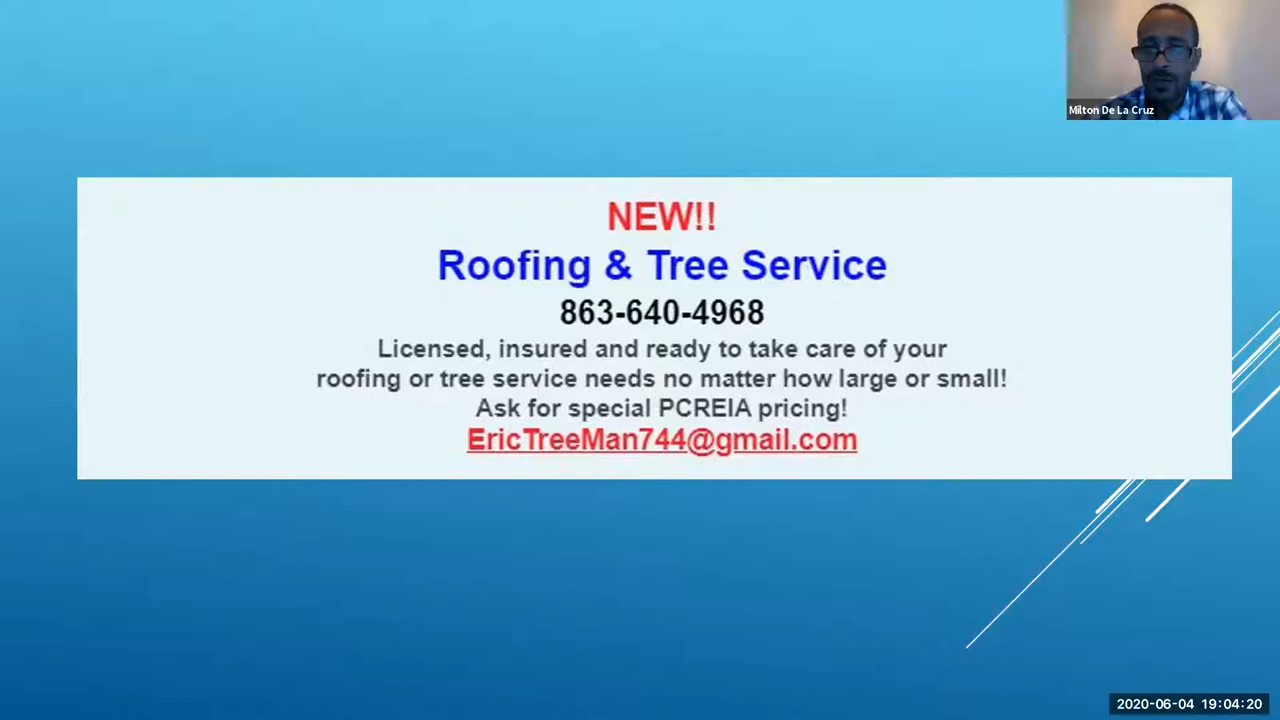 Milton De La Cruz
NEW!!
Roofing & Tree Service
863-640-4968
Licensed, insured and ready to take care of your
roofing or tree service needs no matter how large or small!
Ask for special PCREIA pricing!
EricTreeMan744@gmail.com
2020-06-04 19:04:20